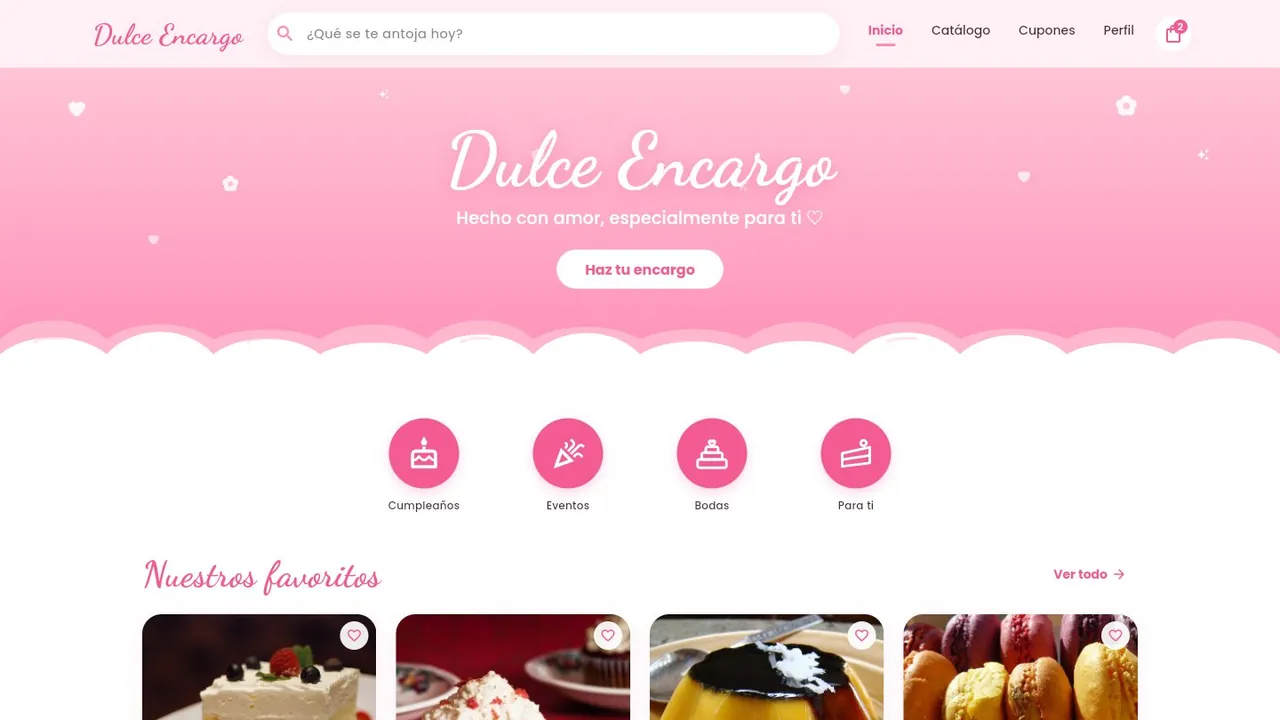 Dulce Encargo
¿Qué se te antoja hoy?
Inicio
Catálogo
Cupones
Perfil
2
Dulce Encargo
Hecho con amor, especialmente para ti ♡
Haz tu encargo
Cumpleaños
Eventos
Bodas
Para ti
Nuestros favoritos
Ver todo →